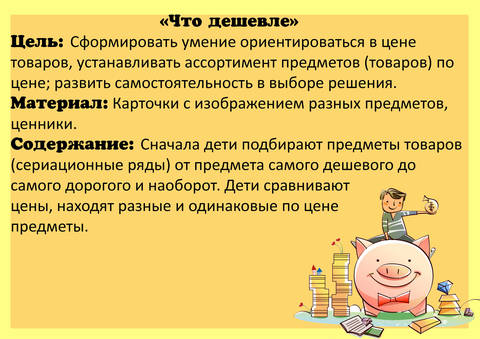 «Что дешевле»
Цель: Сформировать умение ориентироваться в цене
товаров, устанавливать ассортимент предметов (товаров) по
цене; развить самостоятельность в выборе решения.
Материал: Карточки с изображением разных предметов,
ценники.
Содержание: Сначала дети подбирают предметы товаров
(сериационные ряды) от предмета самого дешевого до
самого дорогого и наоборот. Дети сравнивают
цены, находят разные и одинаковые по цене
предметы.